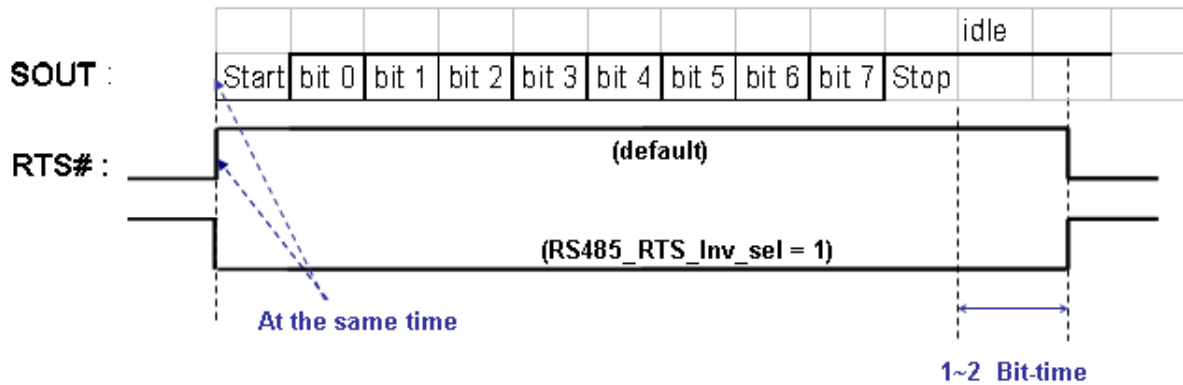 idle
SOUT : Start bit 0 bit 1 bit 2 bit 3 bit 4 bit 5 bit 6 bit 7 Stop
RTS# : (default)
(RS485_RTS_Inv_sel = 1)
At the same time
1~2 Bit-time